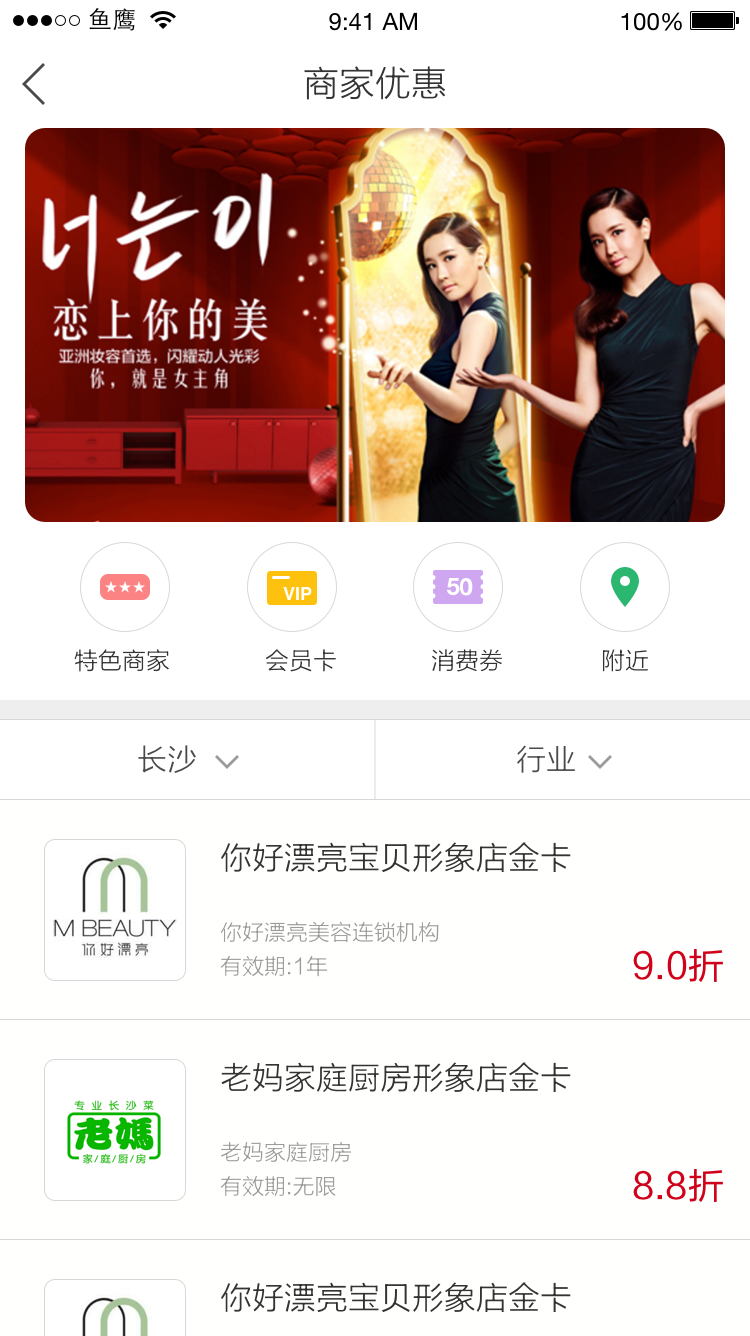 鱼鹰
9:41 AM
100%
商家优惠
너는이
恋上你的美
亚洲妆容首选，闪耀动人光彩
你，就是女主角
VIP
50
特色商家
会员卡
消费券
附近
长沙
行业
M BEAUTY
你好漂亮
你好漂亮宝贝形象店金卡
你好漂亮美容连锁机构
有效期:1年
9.0折
专业长沙菜
老媽
家/庭/厨/房
老妈家庭厨房形象店金卡
老妈家庭厨房
有效期:无限
8.8折
你好漂亮宝贝形象店金卡